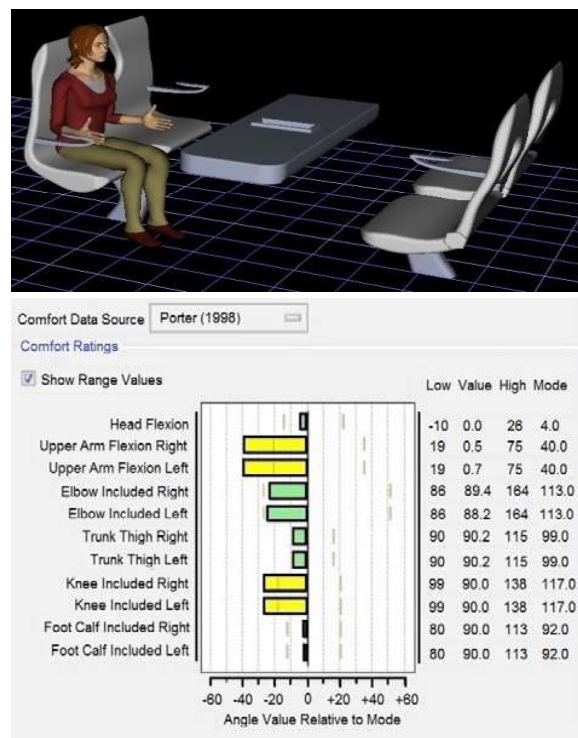 Comfort Data Source Porter (1998)
Comfort Ratings
Show Range Values
Low Value High Mode
Head Flexion -10 0.0 26 4.0
Upper Arm Flexion Right 19 0.5 75 40.0
Upper Arm Flexion Left 19 0.7 75 40.0
Elbow Included Right 86 89.4 164 113.0
Elbow Included Left 86 88.2 164 113.0
Trunk Thigh Right 90 90.2 115 99.0
Trunk Thigh Left 90 90.2 115 99.0
Knee Included Right 99 90.0 138 117.0
Knee Included Left 99 90.0 138 117.0
Foot Calf Included Right 80 90.0 113 92.0
Foot Calf Included Left 80 90.0 113 92.0
-60 -40 -20 0 +20 +40 +60
Angle Value Relative to Mode